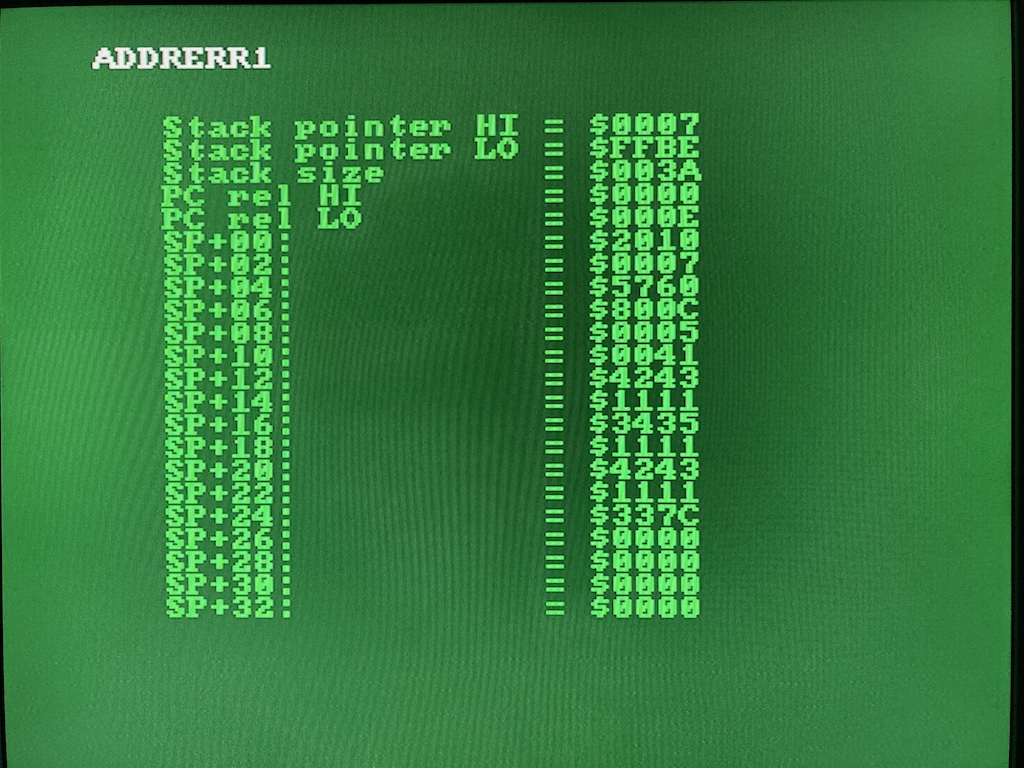 ADDRERR1
Stack pointer HI = $0007
Stack pointer LO = $FFBE
Stack size = $003A
PC rel HI = $0000
PC rel LO = $000E
SP+00: = $2010
SP+02: = $0007
SP+04: = $5760
SP+06: = $800C
SP+08: = $0005
SP+10: = $0041
SP+12: = $4243
SP+14: = $1111
SP+16: = $3435
SP+18: = $1111
SP+20: = $4243
SP+22: = $1111
SP+24: = $337C
SP+26: = $0000
SP+28: = $0000
SP+30: = $0000
SP+32: = $0000